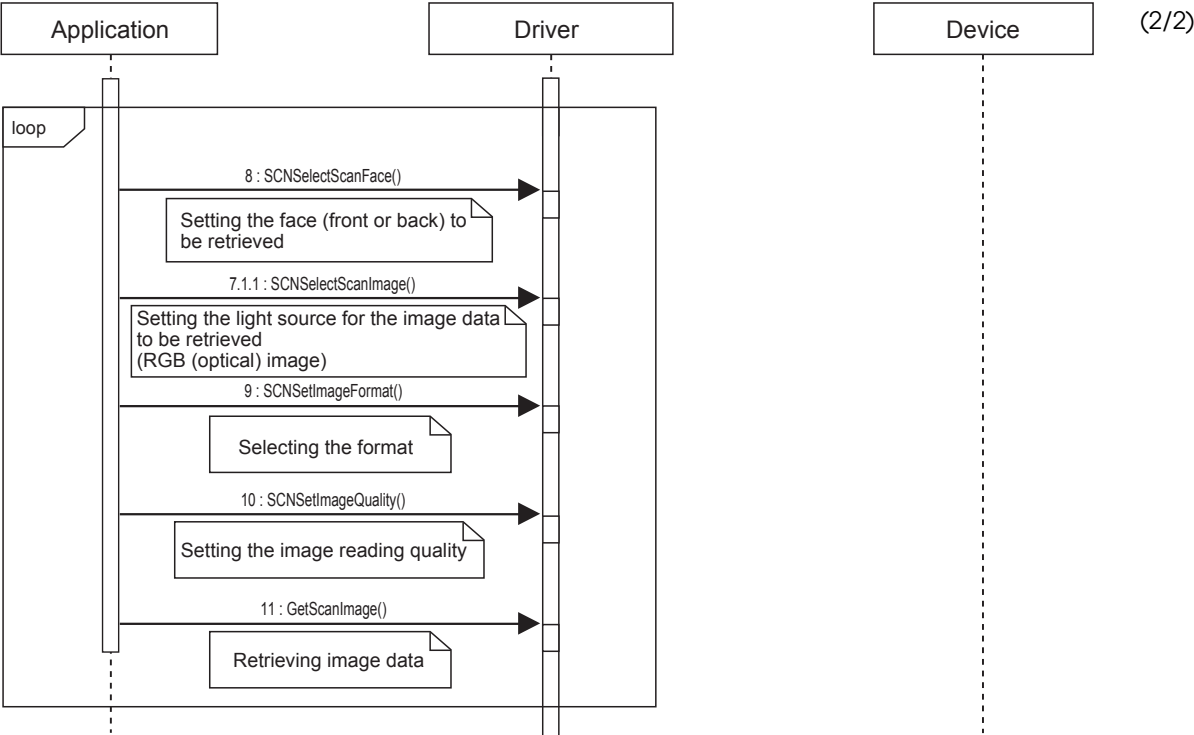 Application
Driver
Device
(2/2)
loop
8 : SCNSelectScanFace()
Setting the face (front or back) to
be retrieved
7.1.1 : SCNSelectScanImage()
Setting the light source for the image data
to be retrieved
(RGB (optical) image)
9 : SCNSetImageFormat()
Selecting the format
10 : SCNSetImageQuality()
Setting the image reading quality
11 : GetScanImage()
Retrieving image data